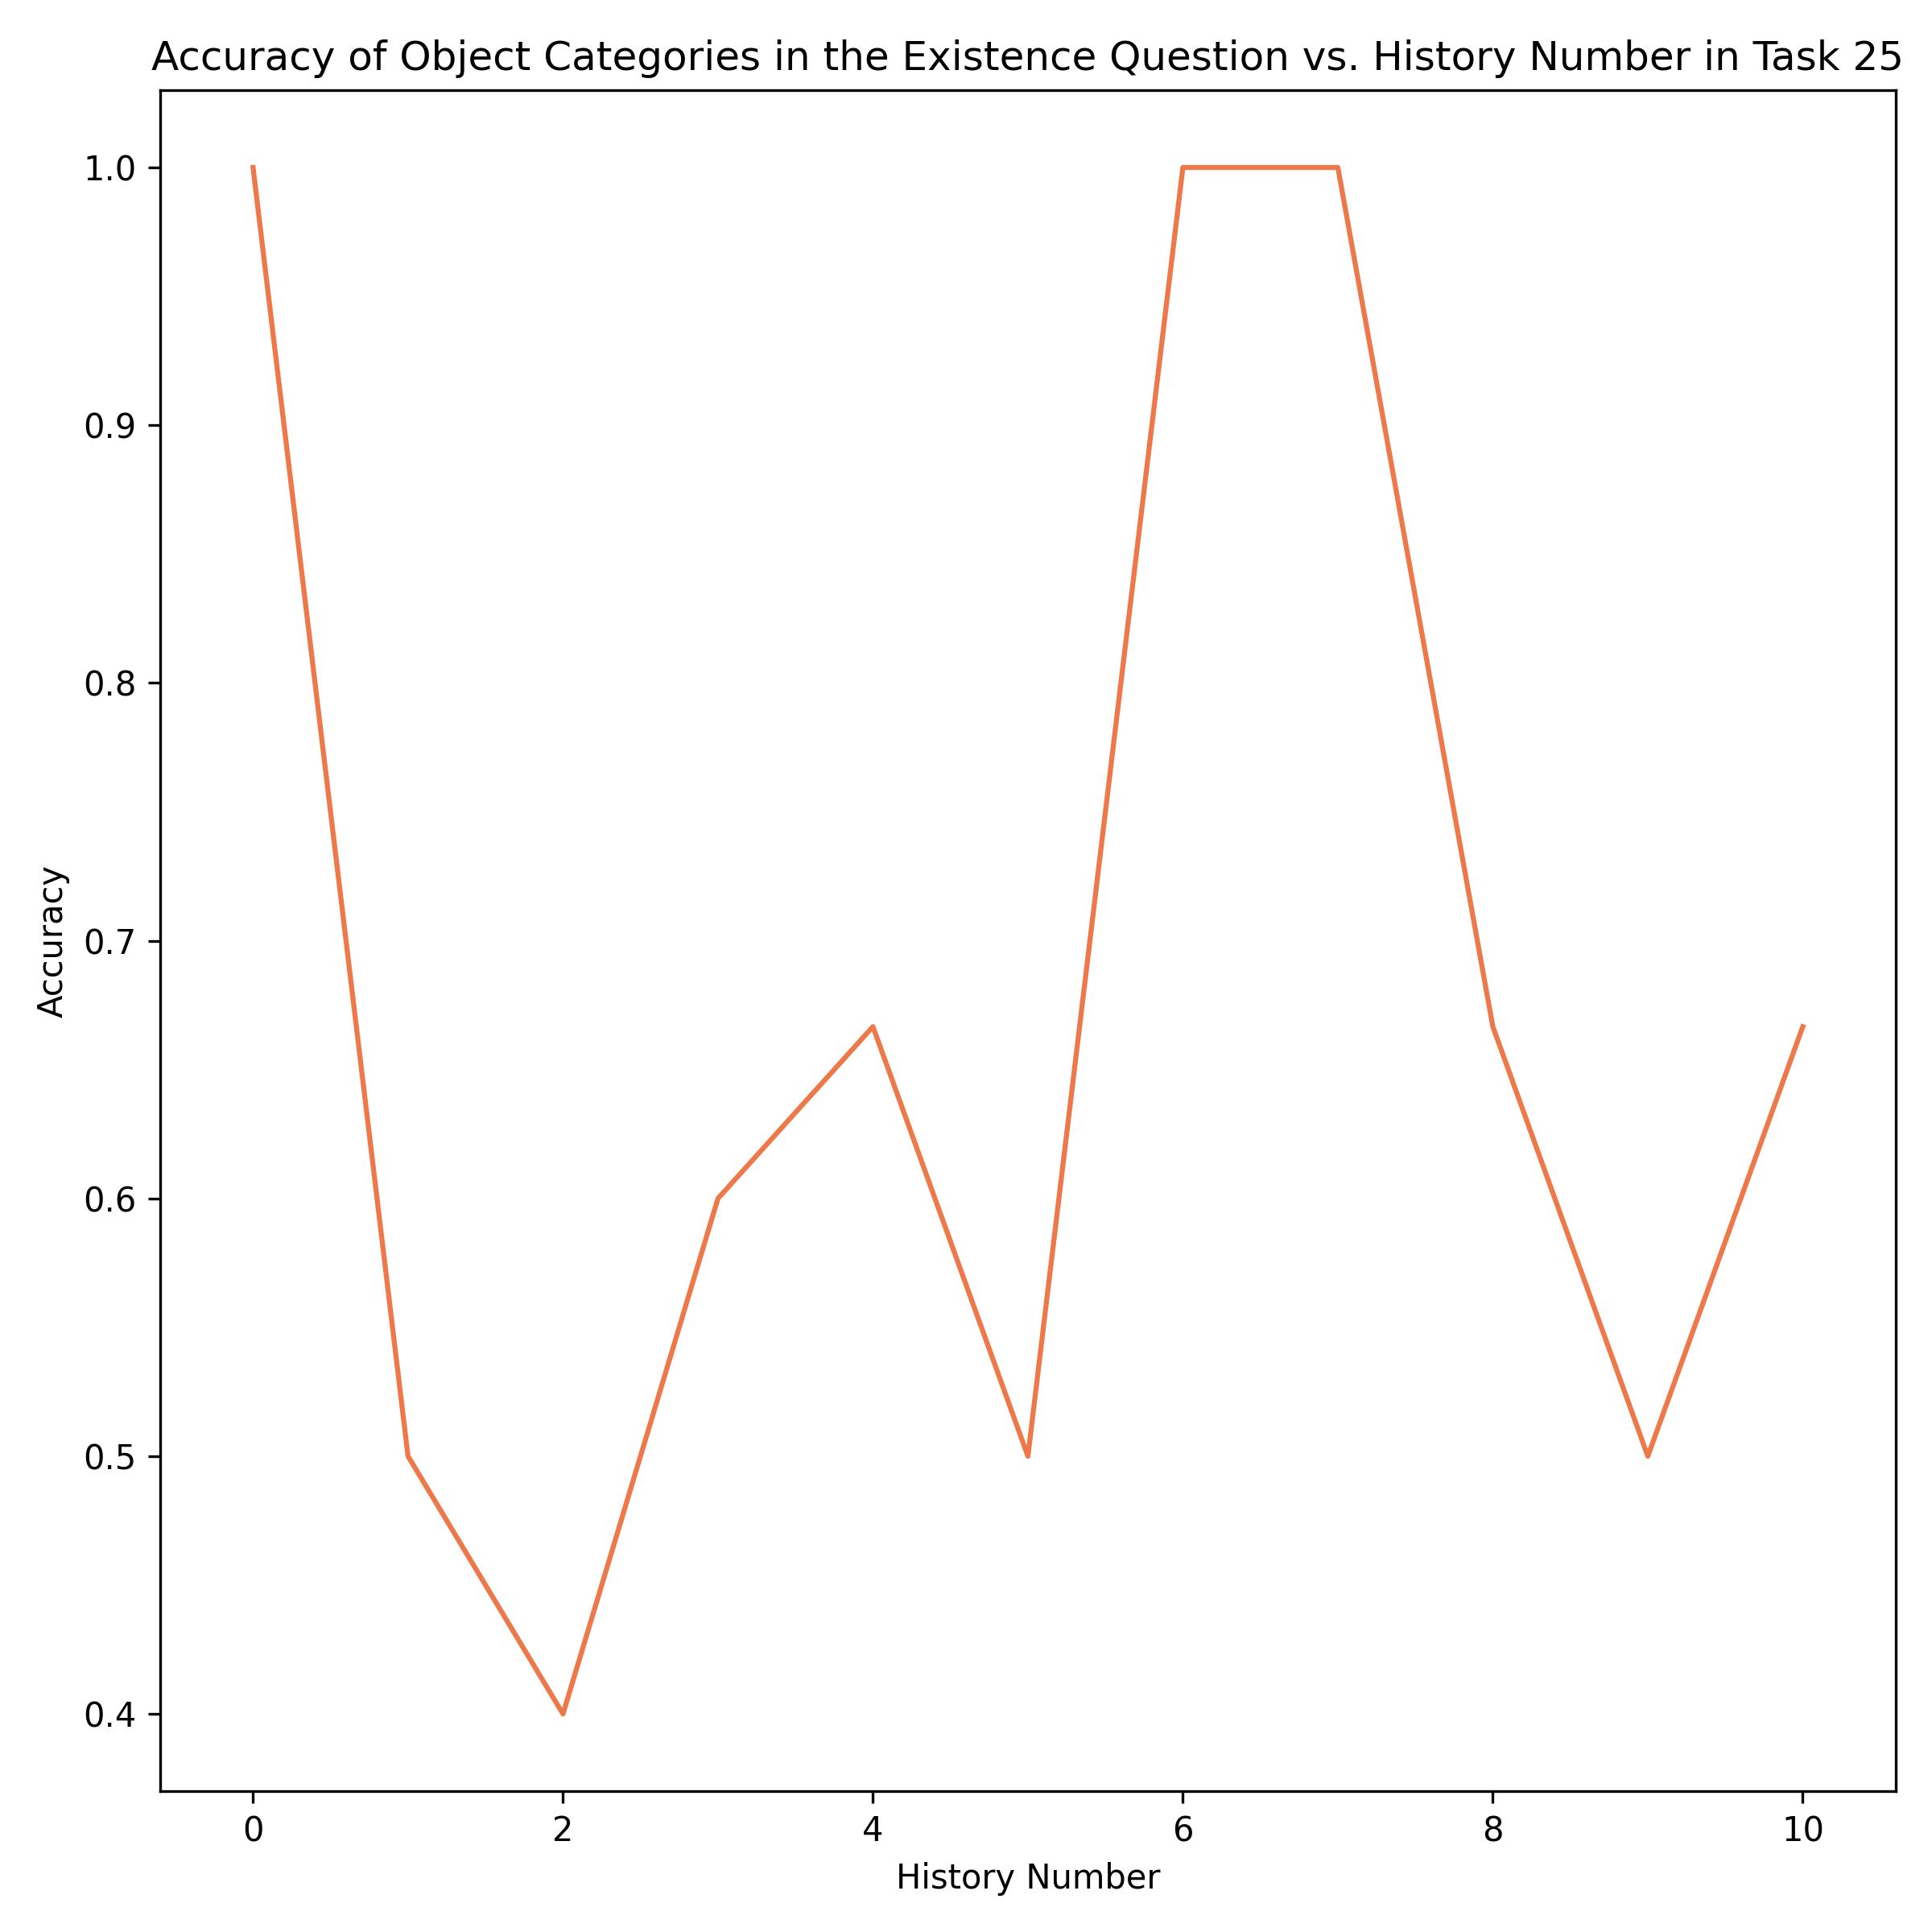 Accuracy of Object Categories in the Existence Question vs. History Number in Task 25
1.0
0.9
0.8
0.7
0.6
0.5
0.4
Accuracy
0 2 4 6 8 10
History Number